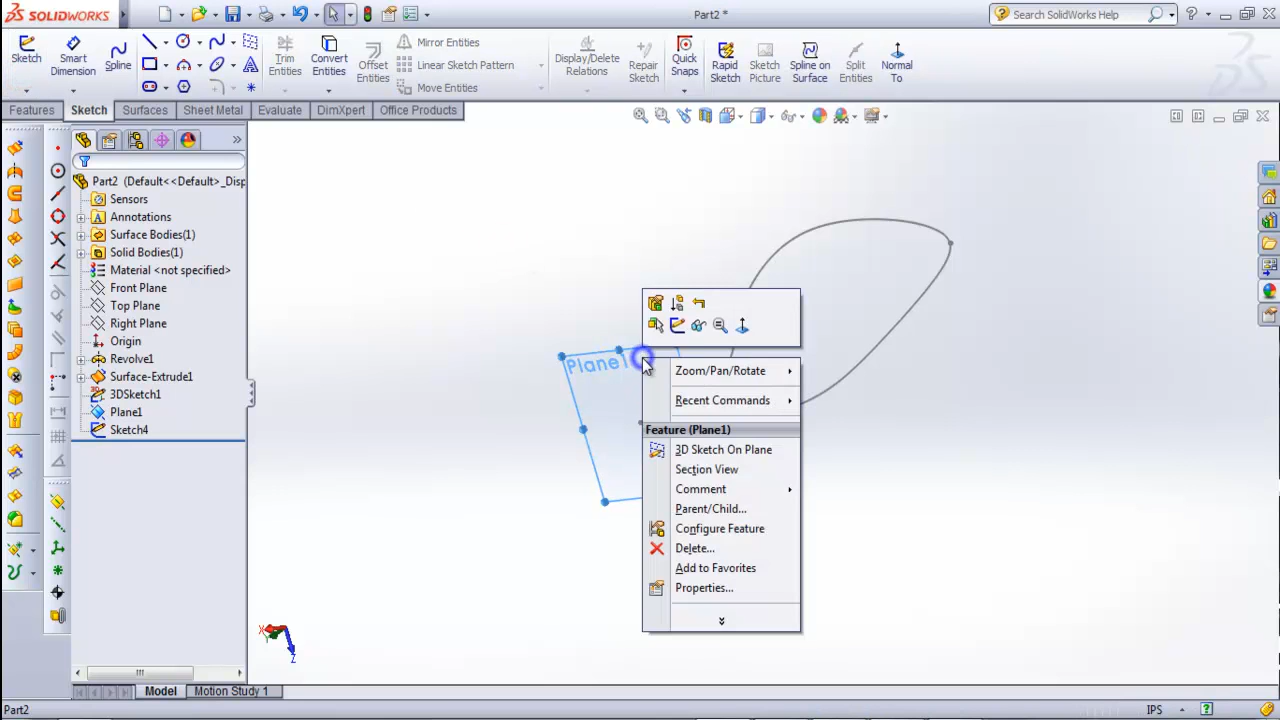 SOLIDWORKS
Part2 *
Search SolidWorks Help
Sketch
Smart Dimension
Spline
Trim Entities
Convert Entities
Offset Entities
Mirror Entities
Linear Sketch Pattern
Move Entities
Display/Delete Relations
Repair Sketch
Quick Snaps
Rapid Sketch
Sketch Picture
Spline on Surface
Split Entities
Normal To
Features
Sketch
Surfaces
Sheet Metal
Evaluate
DimXpert
Office Products
Part2 (Default<<Default>_Disp
Sensors
Annotations
Surface Bodies(1)
Solid Bodies(1)
Material <not specified>
Front Plane
Top Plane
Right Plane
Origin
Revolve1
Surface-Extrude1
3DSketch1
Plane1
Sketch4
Plane1
Zoom/Pan/Rotate
Recent Commands
Feature (Plane1)
3D Sketch On Plane
Section View
Comment
Parent/Child...
Configure Feature
Delete...
Add to Favorites
Properties...
X
Y
Z
Model
Motion Study 1
Part2
IPS